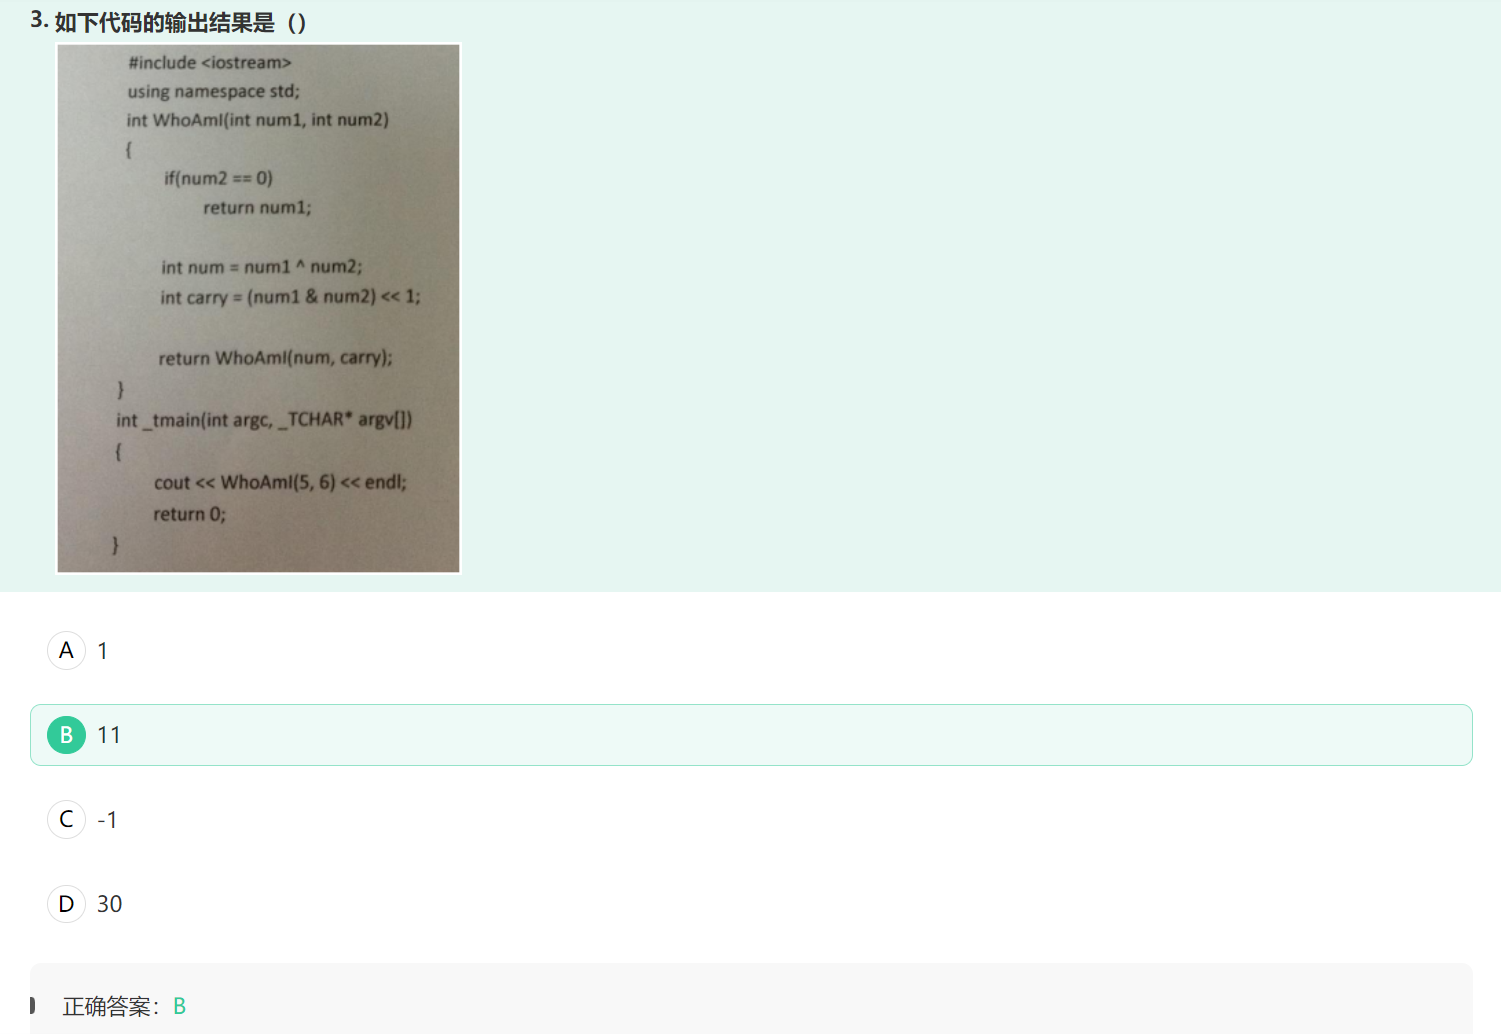 3. 如下代码的输出结果是（）
#include <iostream>
using namespace std;
int WhoAmI(int num1, int num2)
{
if(num2 == 0)
return num1;
int num = num1 ^ num2;
int carry = (num1 & num2) << 1;
return WhoAmI(num, carry);
}
int _tmain(int argc, _TCHAR* argv[])
{
cout << WhoAmI(5, 6) << endl;
return 0;
}
A 1
B 11
C -1
D 30
正确答案：B